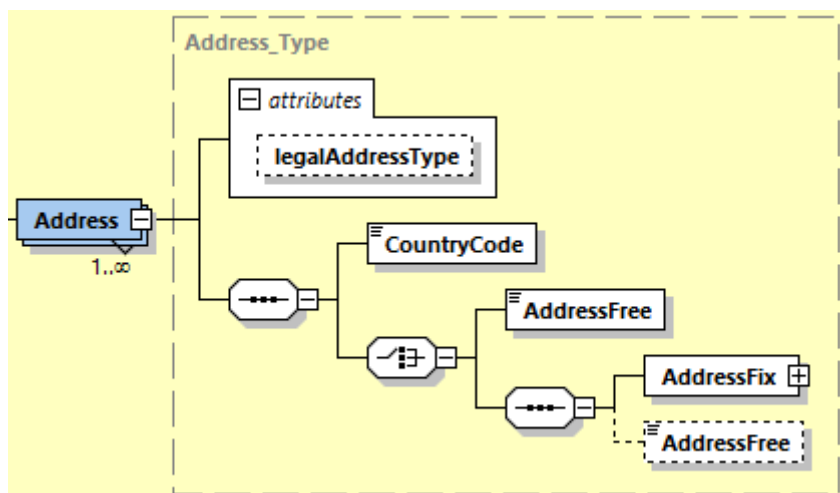 Address_Type
attributes
legalAddressType
Address
1..∞
CountryCode
AddressFree
AddressFix
AddressFree